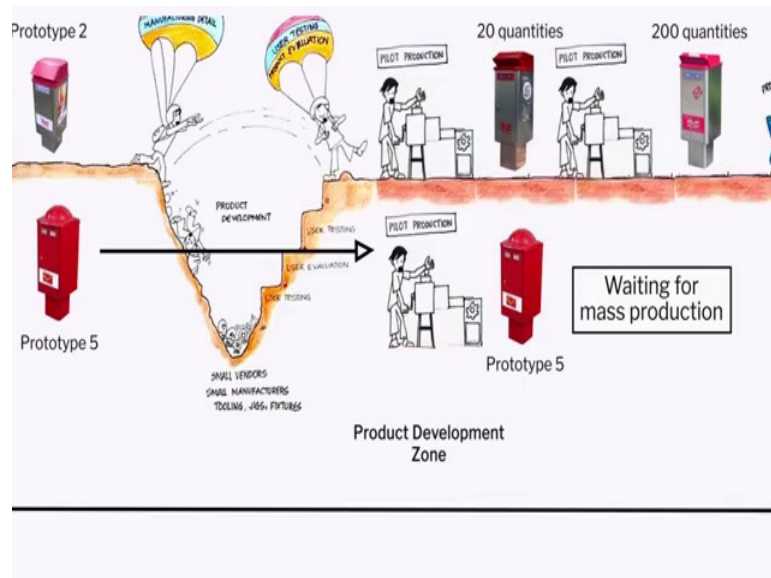 Prototype 2
MANUFACTURING DETAIL
USER TESTING
PRODUCT EVALUATION
PILOT PRODUCTION
20 quantities
PILOT PRODUCTION
200 quantities
PRODUCT
DEVELOPMENT
USER TESTING
USER EVALUATION
USER TESTING
PILOT PRODUCTION
Waiting for
mass production
Prototype 5
Prototype 5
SMALL VENDORS
SMALL MANUFACTURERS
TOOLING, JIGS, FIXTURES
Product Development
Zone